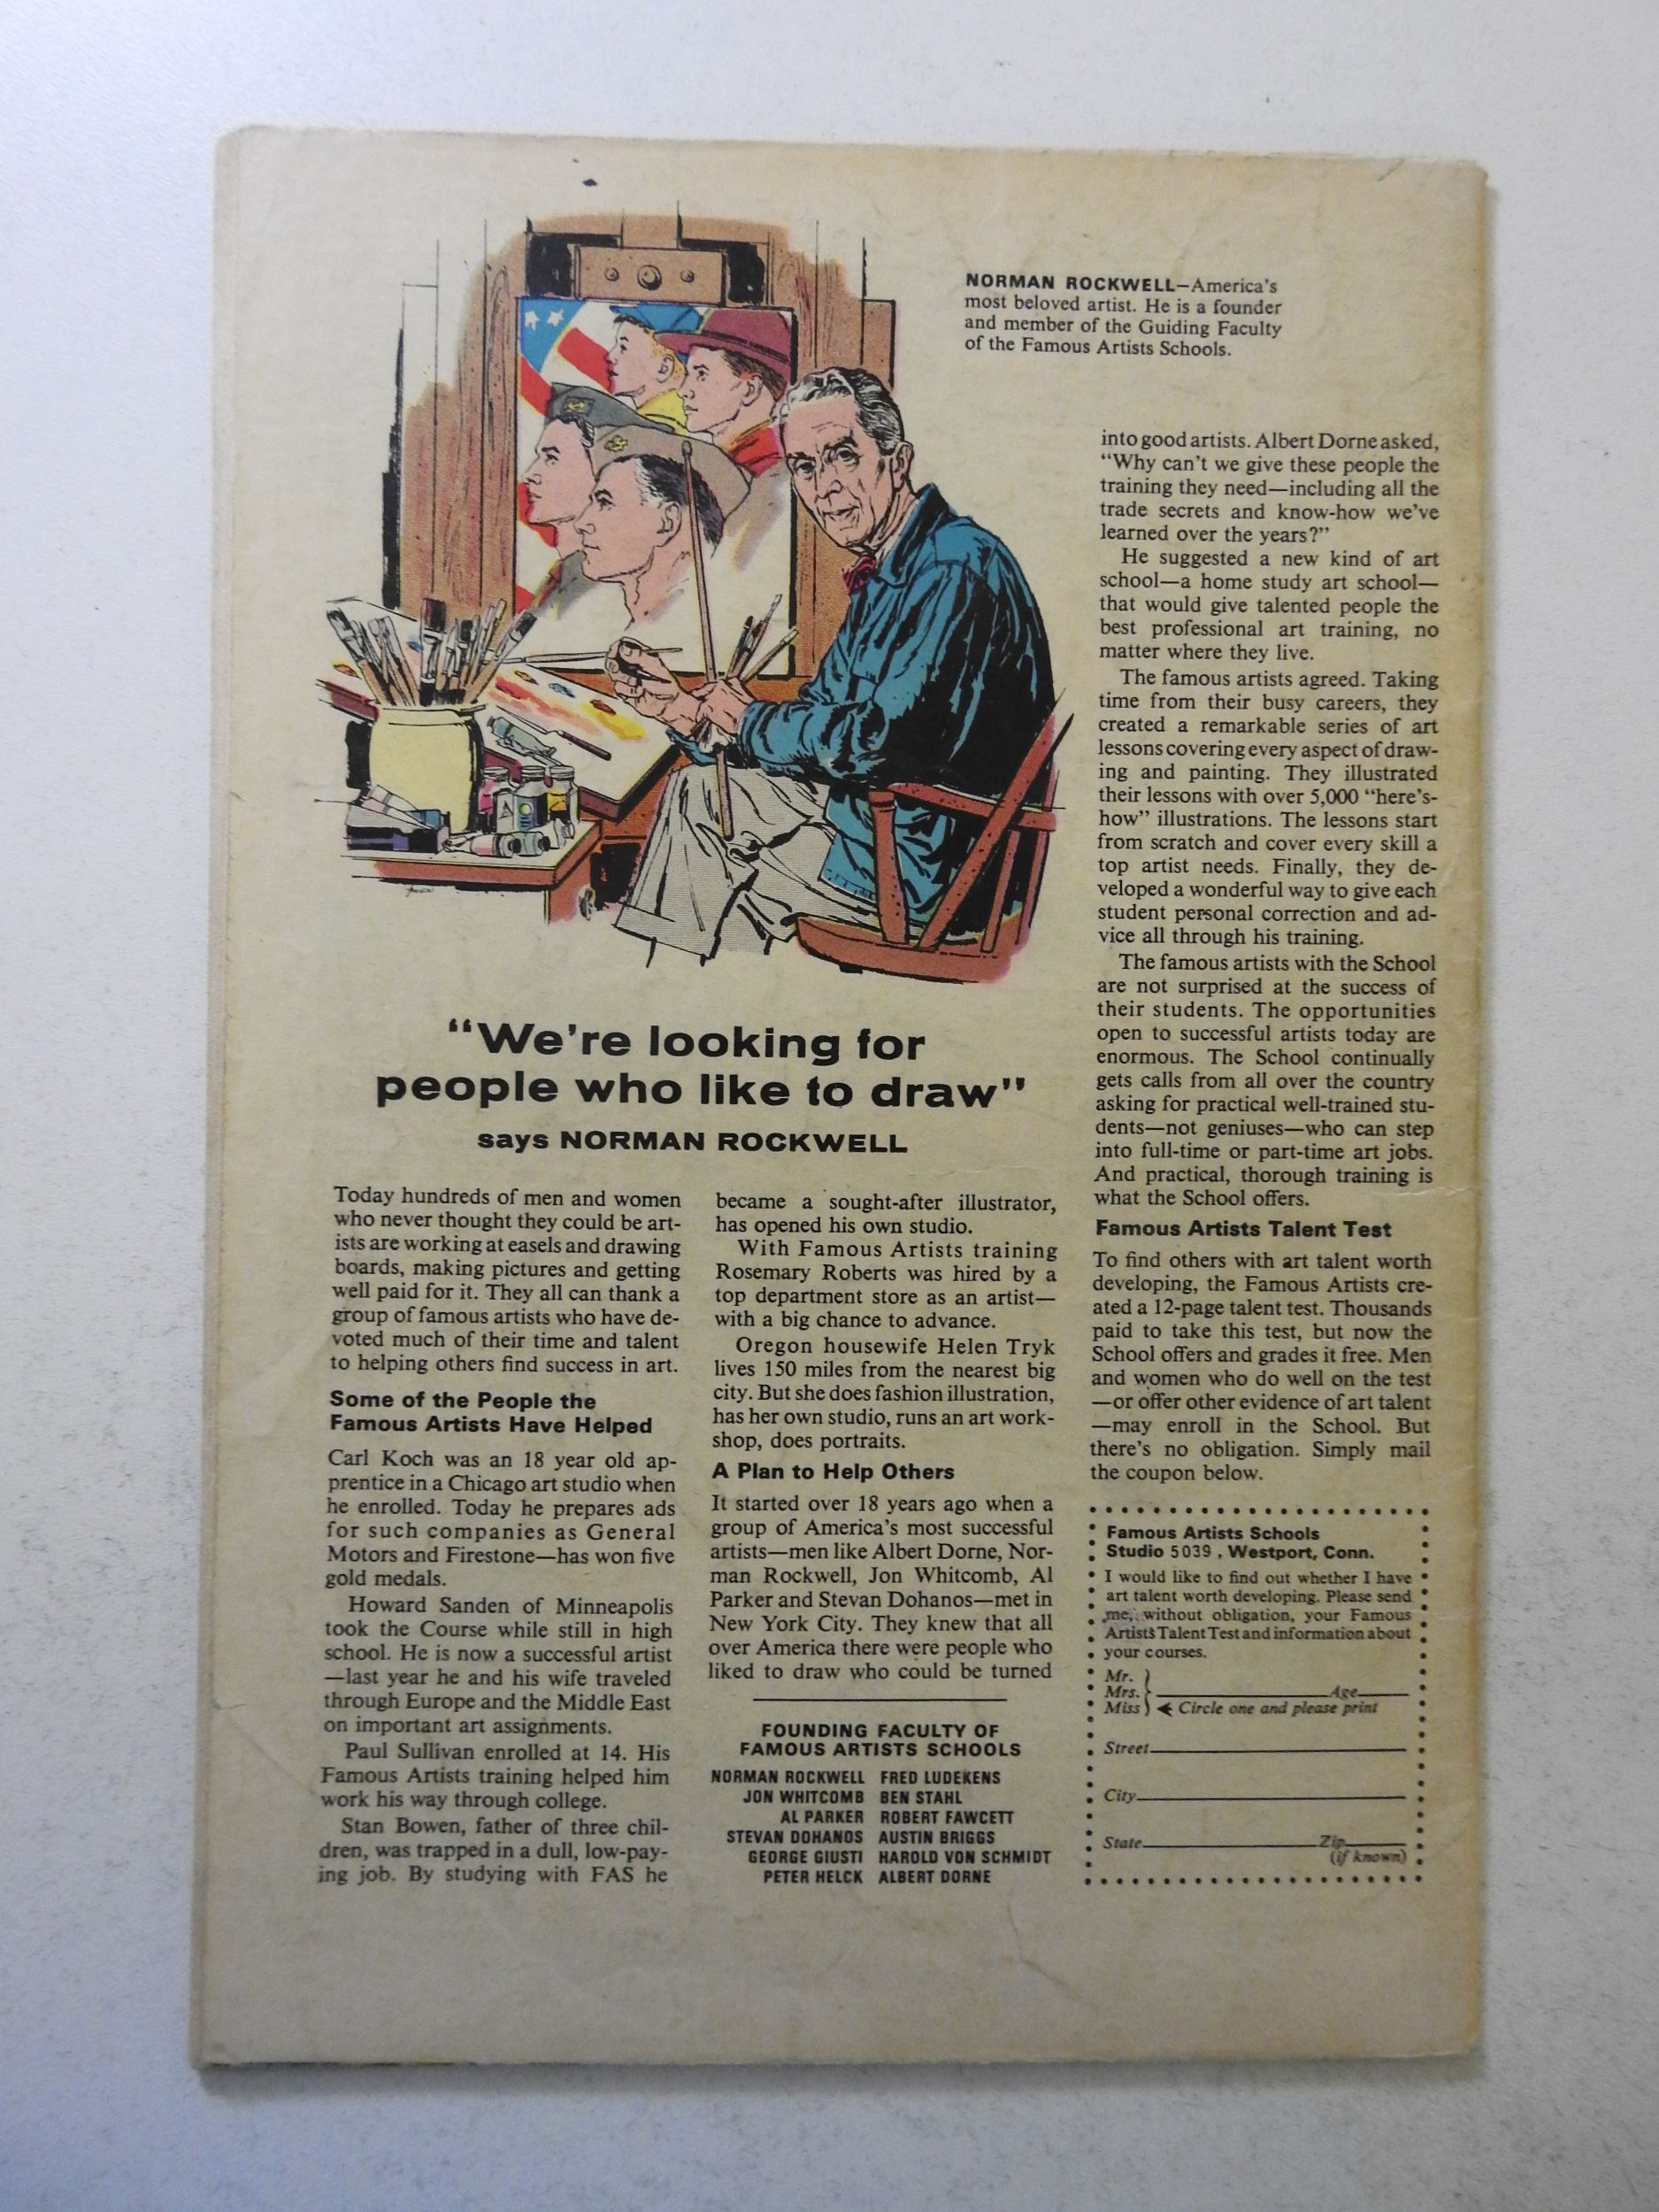 NORMAN ROCKWELL—America's
most beloved artist. He is a founder
and member of the Guiding Faculty
of the Famous Artists Schools.
"We're looking for
people who like to draw"
says NORMAN ROCKWELL
Today hundreds of men and women
who never thought they could be art-
ists are working at easels and drawing
boards, making pictures and getting
well paid for it. They all can thank a
group of famous artists who have de-
voted much of their time and talent
to helping others find success in art.
Some of the People the
Famous Artists Have Helped
Carl Koch was an 18 year old ap-
prentice in a Chicago art studio when
he enrolled. Today he prepares ads
for such companies as General
Motors and Firestone—has won five
gold medals.
Howard Sanden of Minneapolis
took the Course while still in high
school. He is now a successful artist
—last year he and his wife traveled
through Europe and the Middle East
on important art assignments.
Paul Sullivan enrolled at 14. His
Famous Artists training helped him
work his way through college.
Stan Bowen, father of three chil-
dren, was trapped in a dull, low-pay-
ing job. By studying with FAS he
became a sought-after illustrator,
has opened his own studio.
With Famous Artists training
Rosemary Roberts was hired by a
top department store as an artist—
with a big chance to advance.
Oregon housewife Helen Tryk
lives 150 miles from the nearest big
city. But she does fashion illustration,
has her own studio, runs an art work-
shop, does portraits.
A Plan to Help Others
It started over 18 years ago when a
group of America's most successful
artists—men like Albert Dorne, Nor-
man Rockwell, Jon Whitcomb, Al
Parker and Stevan Dohanos—met in
New York City. They knew that all
over America there were people who
liked to draw who could be turned
FOUNDING FACULTY OF
FAMOUS ARTISTS SCHOOLS
NORMAN ROCKWELL FRED LUDEKENS
JON WHITCOMB BEN STAHL
AL PARKER ROBERT FAWCETT
STEVAN DOHANOS AUSTIN BRIGGS
GEORGE GIUSTI HAROLD VON SCHMIDT
PETER HELCK ALBERT DORNE
into good artists. Albert Dorne asked,
"Why can't we give these people the
training they need—including all the
trade secrets and know-how we've
learned over the years?"
He suggested a new kind of art
school—a home study art school—
that would give talented people the
best professional art training, no
matter where they live.
The famous artists agreed. Taking
time from their busy careers, they
created a remarkable series of art
lessons covering every aspect of draw-
ing and painting. They illustrated
their lessons with over 5,000 "here's-
how" illustrations. The lessons start
from scratch and cover every skill a
top artist needs. Finally, they de-
veloped a wonderful way to give each
student personal correction and ad-
vice all through his training.
The famous artists with the School
are not surprised at the success of
their students. The opportunities
open to successful artists today are
enormous. The School continually
gets calls from all over the country
asking for practical well-trained stu-
dents—not geniuses—who can step
into full-time or part-time art jobs.
And practical, thorough training is
what the School offers.
Famous Artists Talent Test
To find others with art talent worth
developing, the Famous Artists cre-
ated a 12-page talent test. Thousands
paid to take this test, but now the
School offers and grades it free. Men
and women who do well on the test
—or offer other evidence of art talent
—may enroll in the School. But
there's no obligation. Simply mail
the coupon below.
Famous Artists Schools
Studio 5039 , Westport, Conn.
I would like to find out whether I have
art talent worth developing. Please send
me, without obligation, your Famous
Artists Talent Test and information about
your courses.
Mr.
Mrs. Age
Miss Circle one and please print
Street
City
State Zip
(if known)